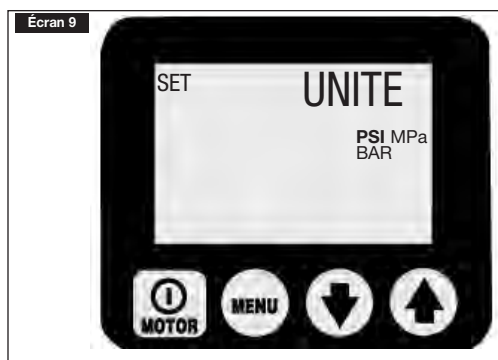 Écran 9
SET UNITE
PSI MPa
BAR
MOTOR
MENU